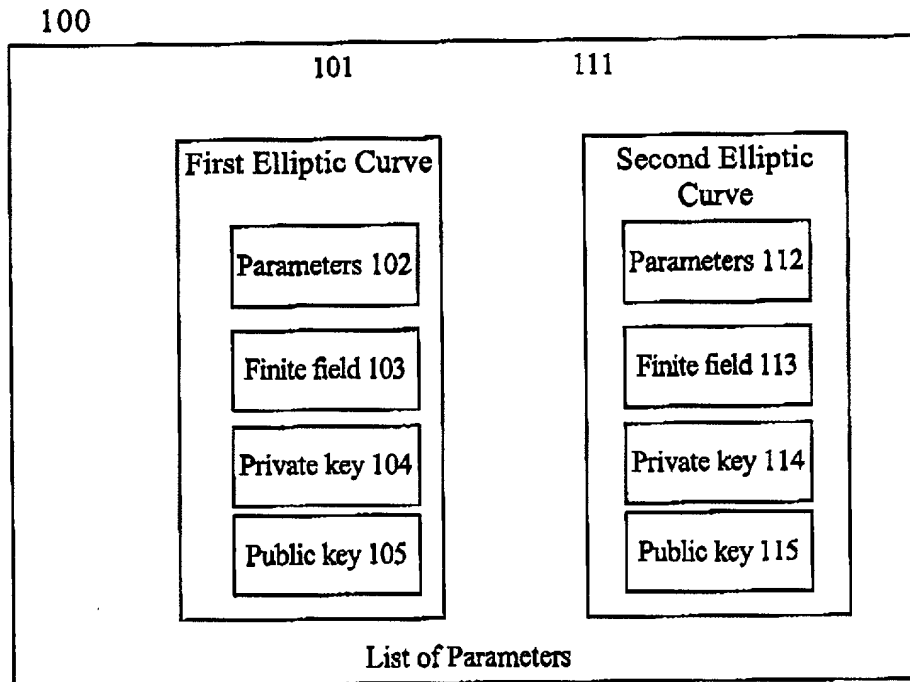 100
101
111
First Elliptic Curve
Parameters 102
Finite field 103
Private key 104
Public key 105
Second Elliptic
Curve
Parameters 112
Finite field 113
Private key 114
Public key 115
List of Parameters